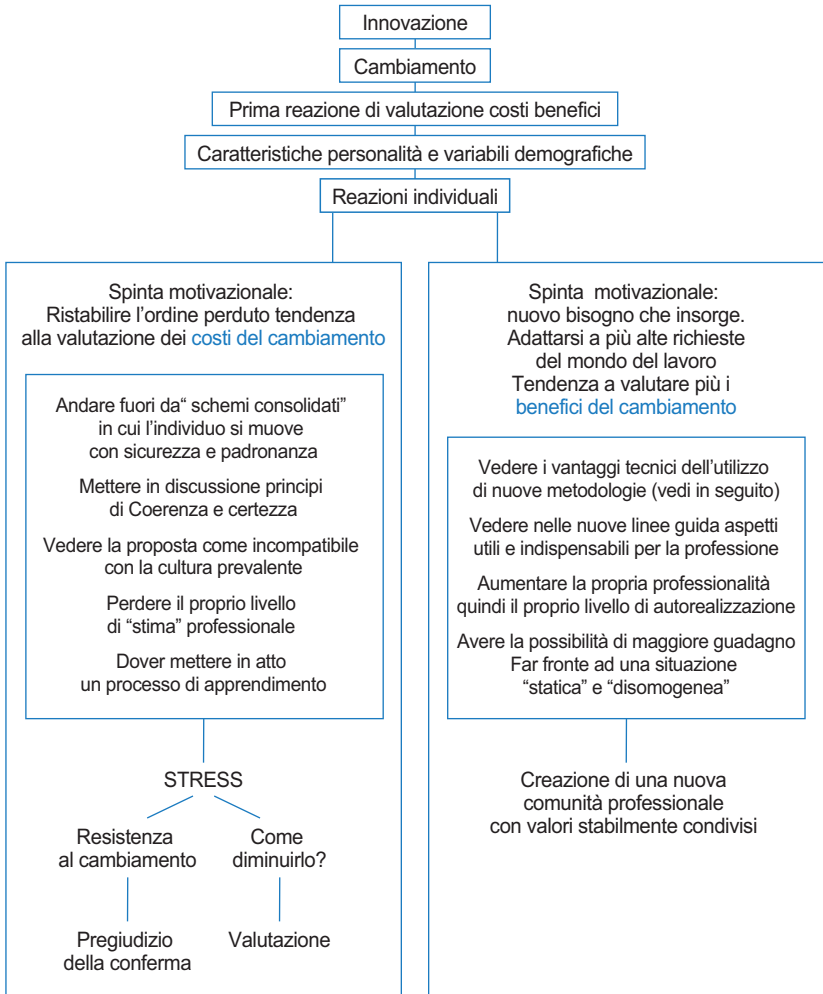 Innovazione
Cambiamento
Prima reazione di valutazione costi benefici
Caratteristiche personalità e variabili demografiche
Reazioni individuali
Spinta motivazionale:
Ristabilire l'ordine perduto tendenza
alla valutazione dei costi del cambiamento
Andare fuori da“ schemi consolidati”
in cui l'individuo si muove
con sicurezza e padronanza
Mettere in discussione principi
di Coerenza e certezza
Vedere la proposta come incompatibile
con la cultura prevalente
Perdere il proprio livello
di “stima” professionale
Dover mettere in atto
un processo di apprendimento
STRESS
Resistenza
al cambiamento
Come
diminuirlo?
Pregiudizio
della conferma
Valutazione
Spinta motivazionale:
nuovo bisogno che insorge.
Adattarsi a più alte richieste
del mondo del lavoro
Tendenza a valutare più i
benefici del cambiamento
Vedere i vantaggi tecnici dell'utilizzo
di nuove metodologie (vedi in seguito)
Vedere nelle nuove linee guida aspetti
utili e indispensabili per la professione
Aumentare la propria professionalità
quindi il proprio livello di autorealizzazione
Avere la possibilità di maggiore guadagno
Far fronte ad una situazione
“statica” e “disomogenea”
Creazione di una nuova
comunità professionale
con valori stabilmente condivisi